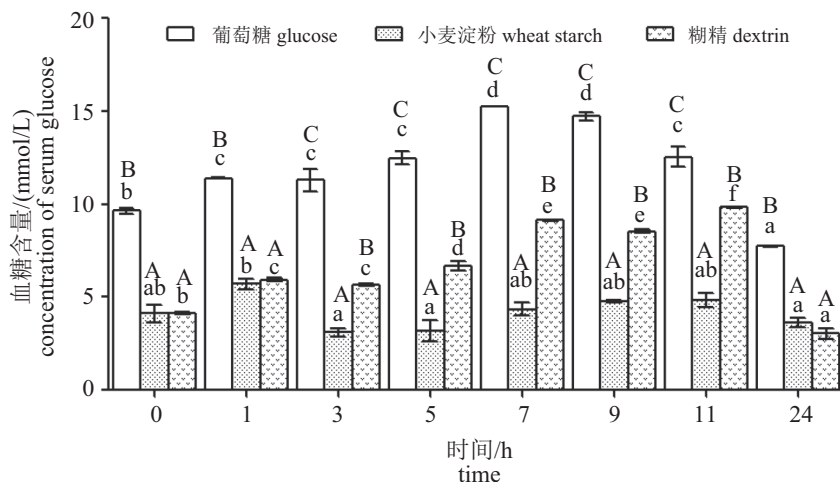 20
15
10
5
0
血糖含量/(mmol/L)
concentration of serum glucose
葡萄糖 glucose 小麦淀粉 wheat starch 糊精 dextrin
B
b
A
ab
A
b
B
c
A
b
A
c
C
c
A
a
B
c
C
c
A
a
B
d
C
d
A
ab
B
e
C
d
A
ab
B
e
C
c
A
ab
B
f
B
a
A
a
A
a
0 1 3 5 7 9 11 24
时间/h
time